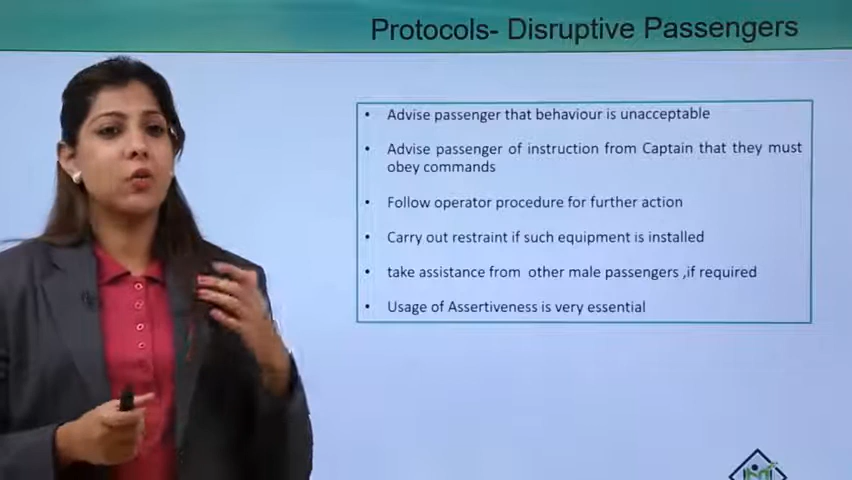 Protocols- Disruptive Passengers
• Advise passenger that behaviour is unacceptable
• Advise passenger of instruction from Captain that they must
obey commands
• Follow operator procedure for further action
• Carry out restraint if such equipment is installed
• take assistance from other male passengers ,if required
• Usage of Assertiveness is very essential